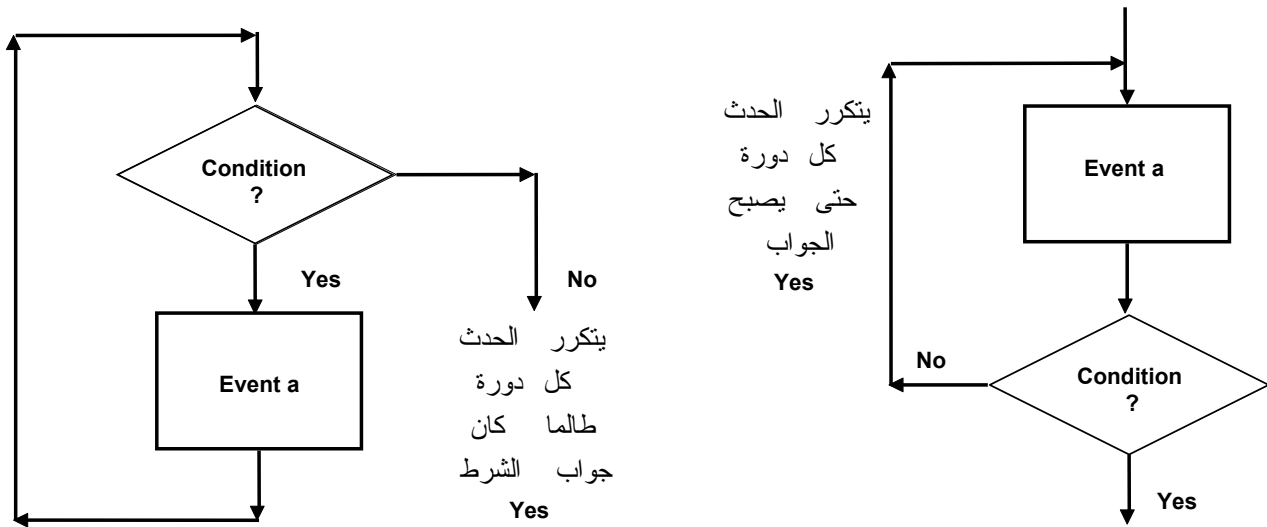 Condition
?
Yes
No
Event a
يتكرر الحدث
كل دورة
طالما كان
جواب الشرط
Yes
يتكرر الحدث
كل دورة
حتى يصبح
الجواب
Yes
Event a
No
Condition
?
Yes